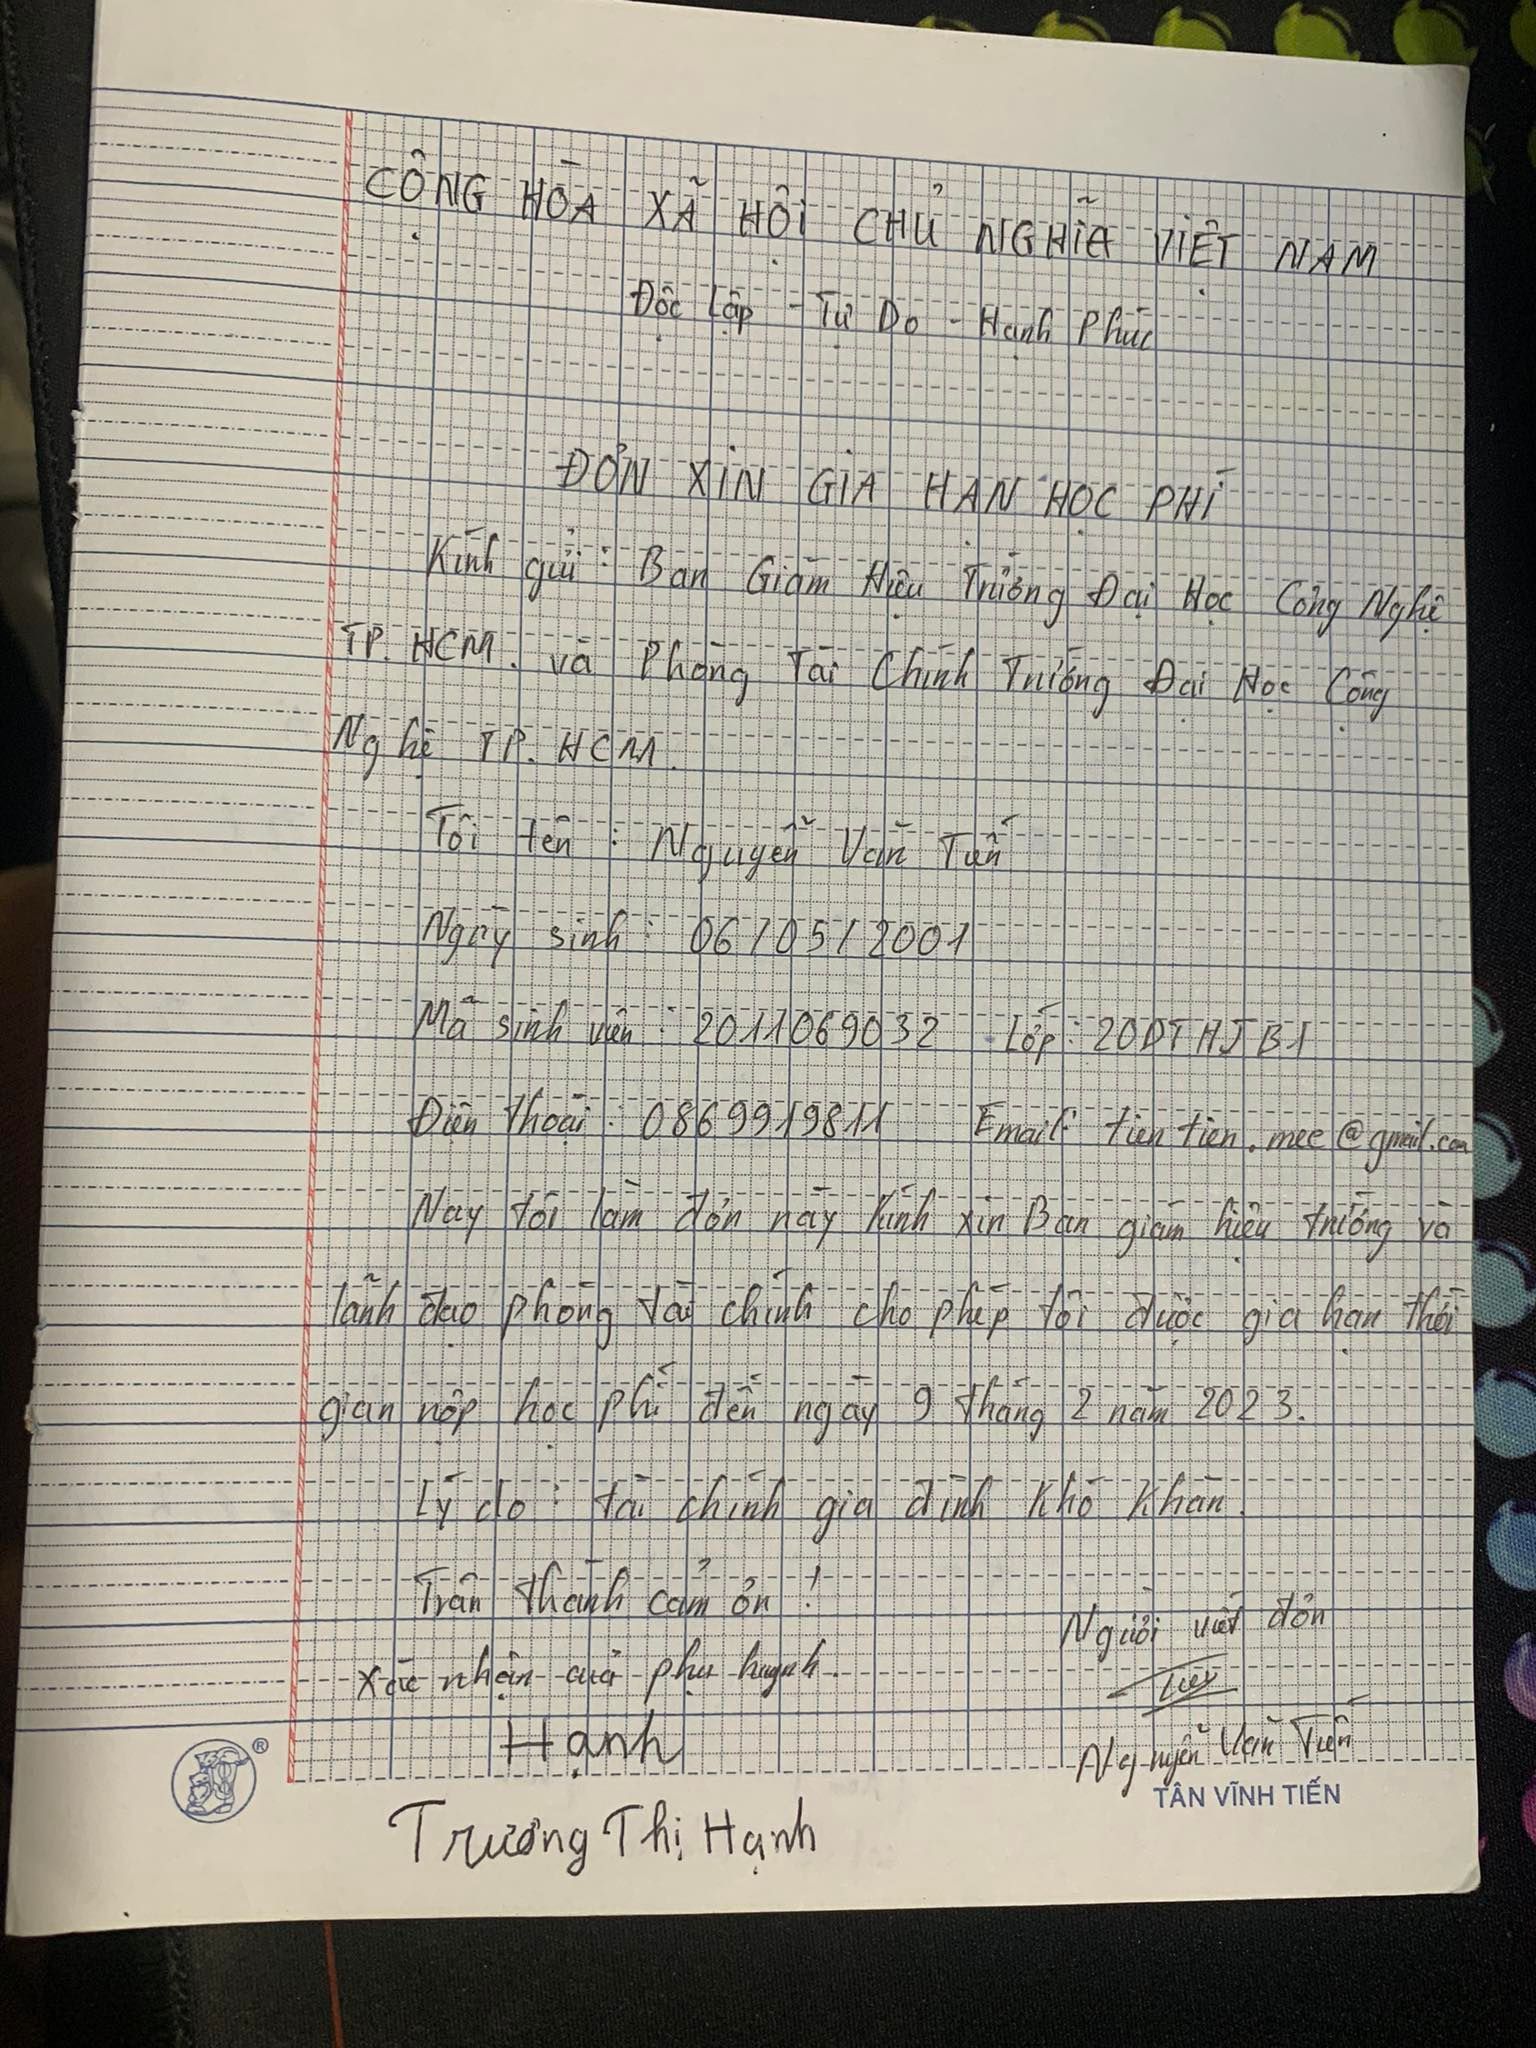 CỘNG HÒA XÃ HỘI CHỦ NGHĨA VIỆT NAM
Độc Lập - Tự Do - Hạnh Phúc
ĐƠN XIN GIA HẠN HỌC PHÍ
Kính gửi: Ban Giám Hiệu Trường Đại Học Công Nghệ
TP. HCM. và Phòng Tài Chính Trường Đại Học Công
Nghệ TP. HCM.
Tôi tên : Nguyễn Văn Tiến
Ngày sinh : 06/05/2001
Mã sinh viên : 2011069032 Lớp : 20DTHJB1
Điện thoại : 0869919811 Email: tientien.mee@gmail.com
Nay tôi làm đơn này kính xin Ban giám hiệu trường và
lãnh đạo phòng tài chính cho phép tôi được gia hạn thời
gian nộp học phí đến ngày 9 tháng 2 năm 2023.
Lý do : tài chính gia đình khó khăn.
Trân thành cảm ơn !
Người viết đơn
Xác nhận của phụ huynh.
Hạnh
Nguyễn Văn Tiến
TÂN VĨNH TIẾN
Trương Thị Hạnh